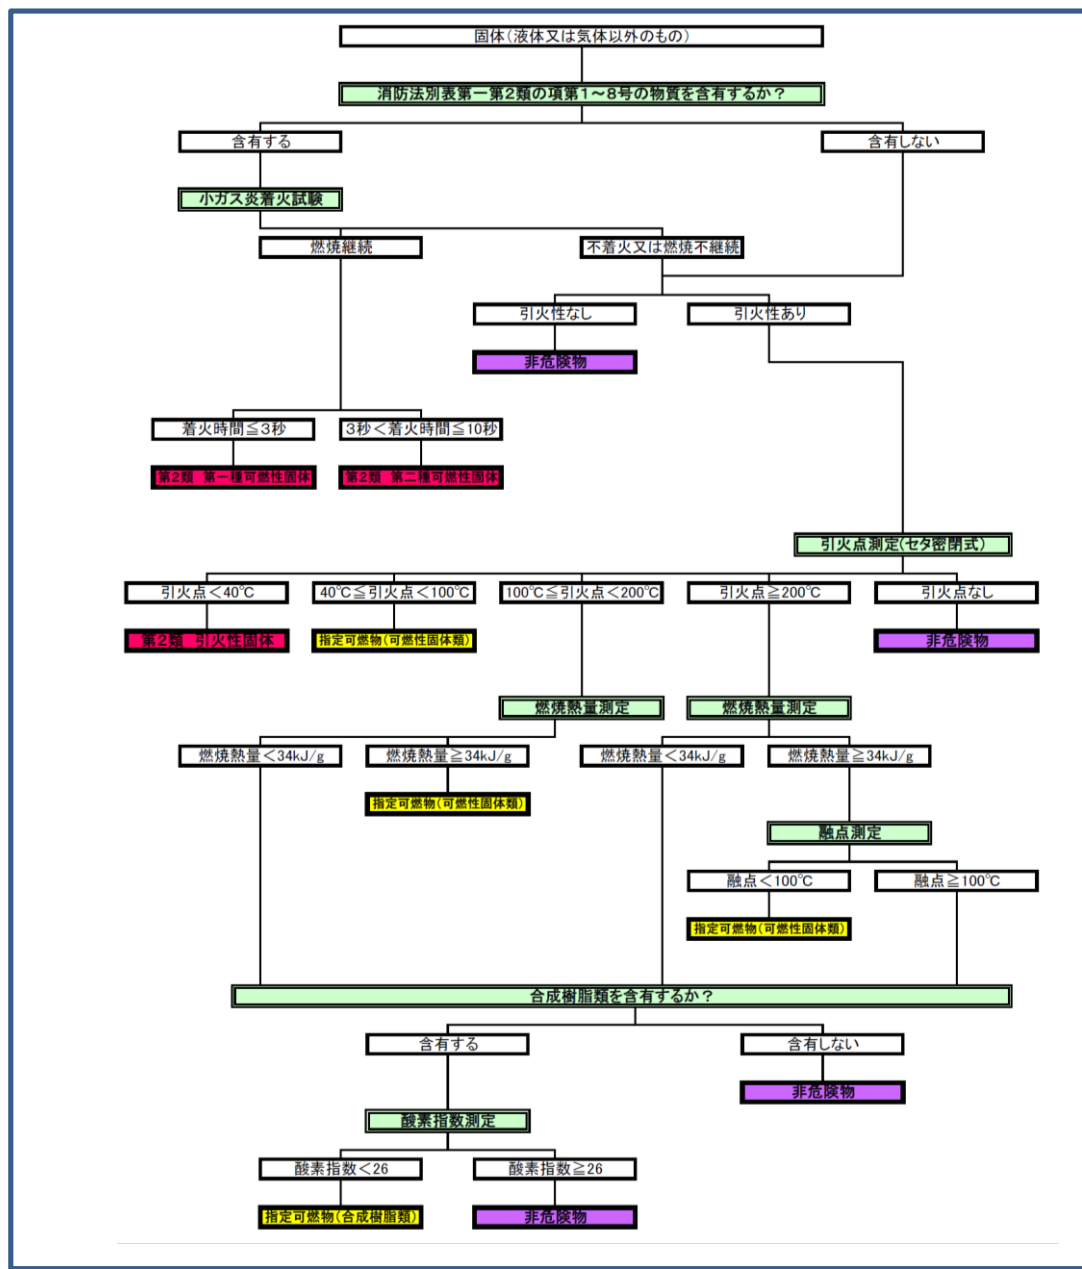 固体(液体又は気体以外のもの)
消防法別表第一第2類の項第1～8号の物質を含有するか？
含有する
含有しない
小ガス炎着火試験
燃焼継続
不着火又は燃焼不継続
引火性なし
引火性あり
非危険物
着火時間≦3秒
3秒＜着火時間≦10秒
第2類　第一種可燃性固体
第2類　第二種可燃性固体
引火点測定(セタ密閉式)
引火点＜40℃
40℃≦引火点＜100℃
100℃≦引火点＜200℃
引火点≧200℃
引火点なし
第2類　引火性固体
指定可燃物(可燃性固体類)
非危険物
燃焼熱量測定
燃焼熱量測定
燃焼熱量＜34kJ/g
燃焼熱量≧34kJ/g
燃焼熱量＜34kJ/g
燃焼熱量≧34kJ/g
指定可燃物(可燃性固体類)
融点測定
融点＜100℃
融点≧100℃
指定可燃物(可燃性固体類)
合成樹脂類を含有するか？
含有する
含有しない
非危険物
酸素指数測定
酸素指数＜26
酸素指数≧26
指定可燃物(合成樹脂類)
非危険物